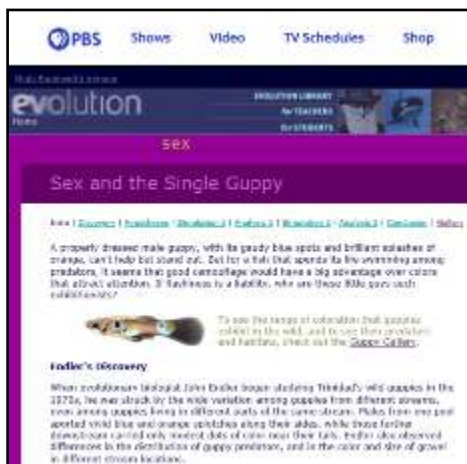 PBS Shows Video TV Schedules Shop
evolution
EVOLUTION LIBRARY
for TEACHERS
for STUDENTS
Home
sex
Sex and the Single Guppy
A properly dressed male guppy, with its gaudy blue spots and brilliant splashes of
orange, can't help but stand out. But for a fish that spends its life swimming among
predators, it seems that good camouflage would have a big advantage over colors
that attract attention. If flashiness is a liability, who are these little guys such
exhibitionists?
To see the range of coloration that guppies
exhibit in the wild, and to see their predators
and habitats, check out the Guppy Gallery.
Endler's Discovery
When evolutionary biologist John Endler began studying Trinidad's wild guppies in the
1970s, he was struck by the wide variation among guppies from different streams,
even among guppies living in different parts of the same stream. Males from one pool
sported vivid blue and orange splotches along their sides, while those further
downstream carried only modest dots of color near their tails. Endler also observed
differences in the distribution of guppy predators, and in the color and size of gravel
in different stream locations.